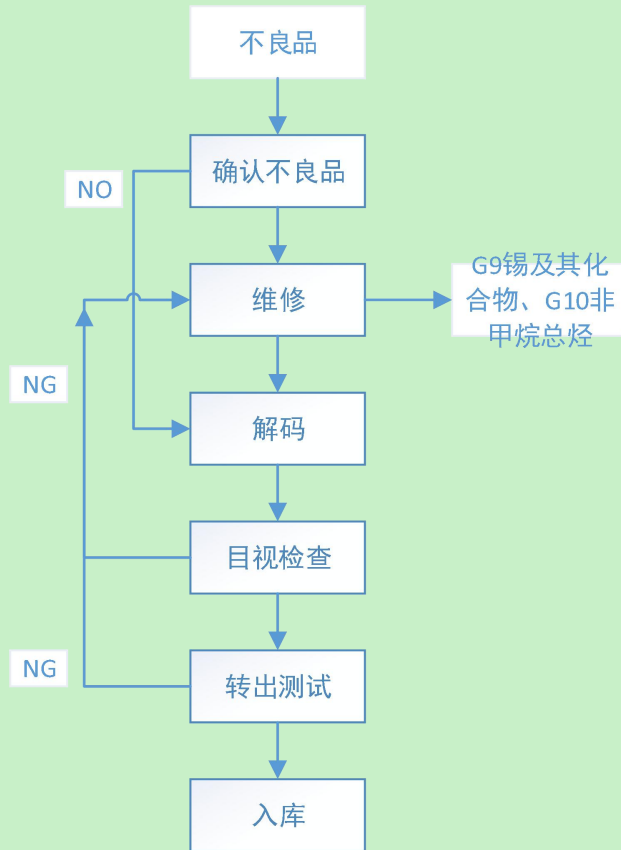 不良品
确认不良品
NO
维修
G9锡及其化
合物、G10非
甲烷总烃
NG
解码
目视检查
NG
转出测试
入库